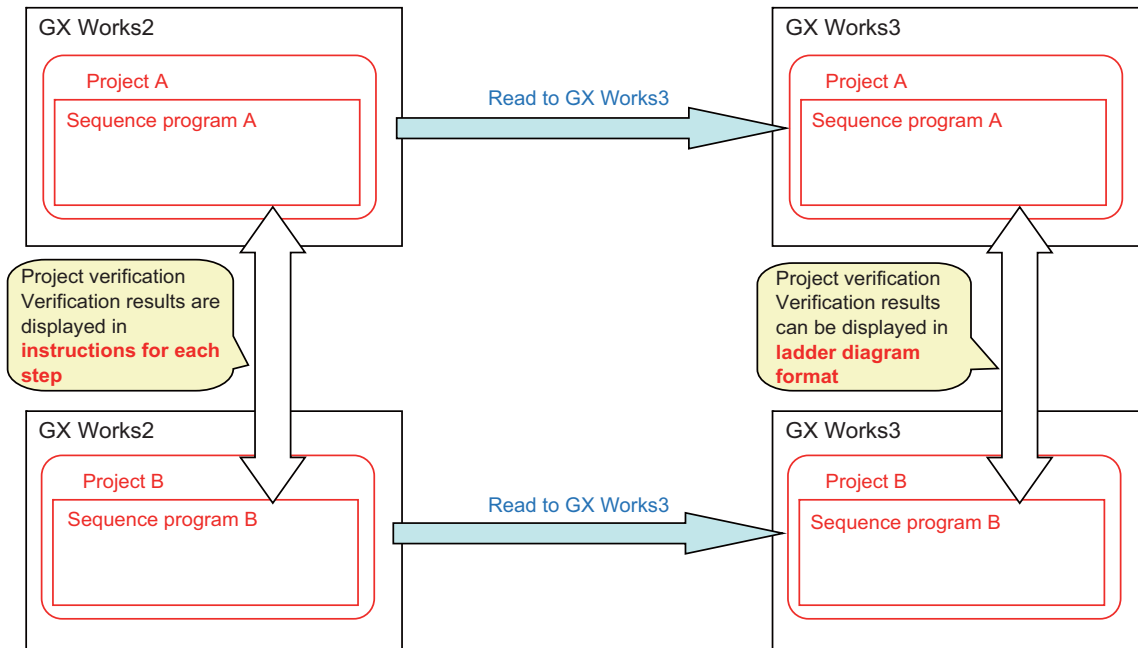 GX Works2
Project A
Sequence program A
Read to GX Works3
GX Works3
Project A
Sequence program A
Project verification
Verification results are
displayed in
instructions for each
step
Project verification
Verification results
can be displayed in
ladder diagram
format
GX Works2
Project B
Sequence program B
Read to GX Works3
GX Works3
Project B
Sequence program B